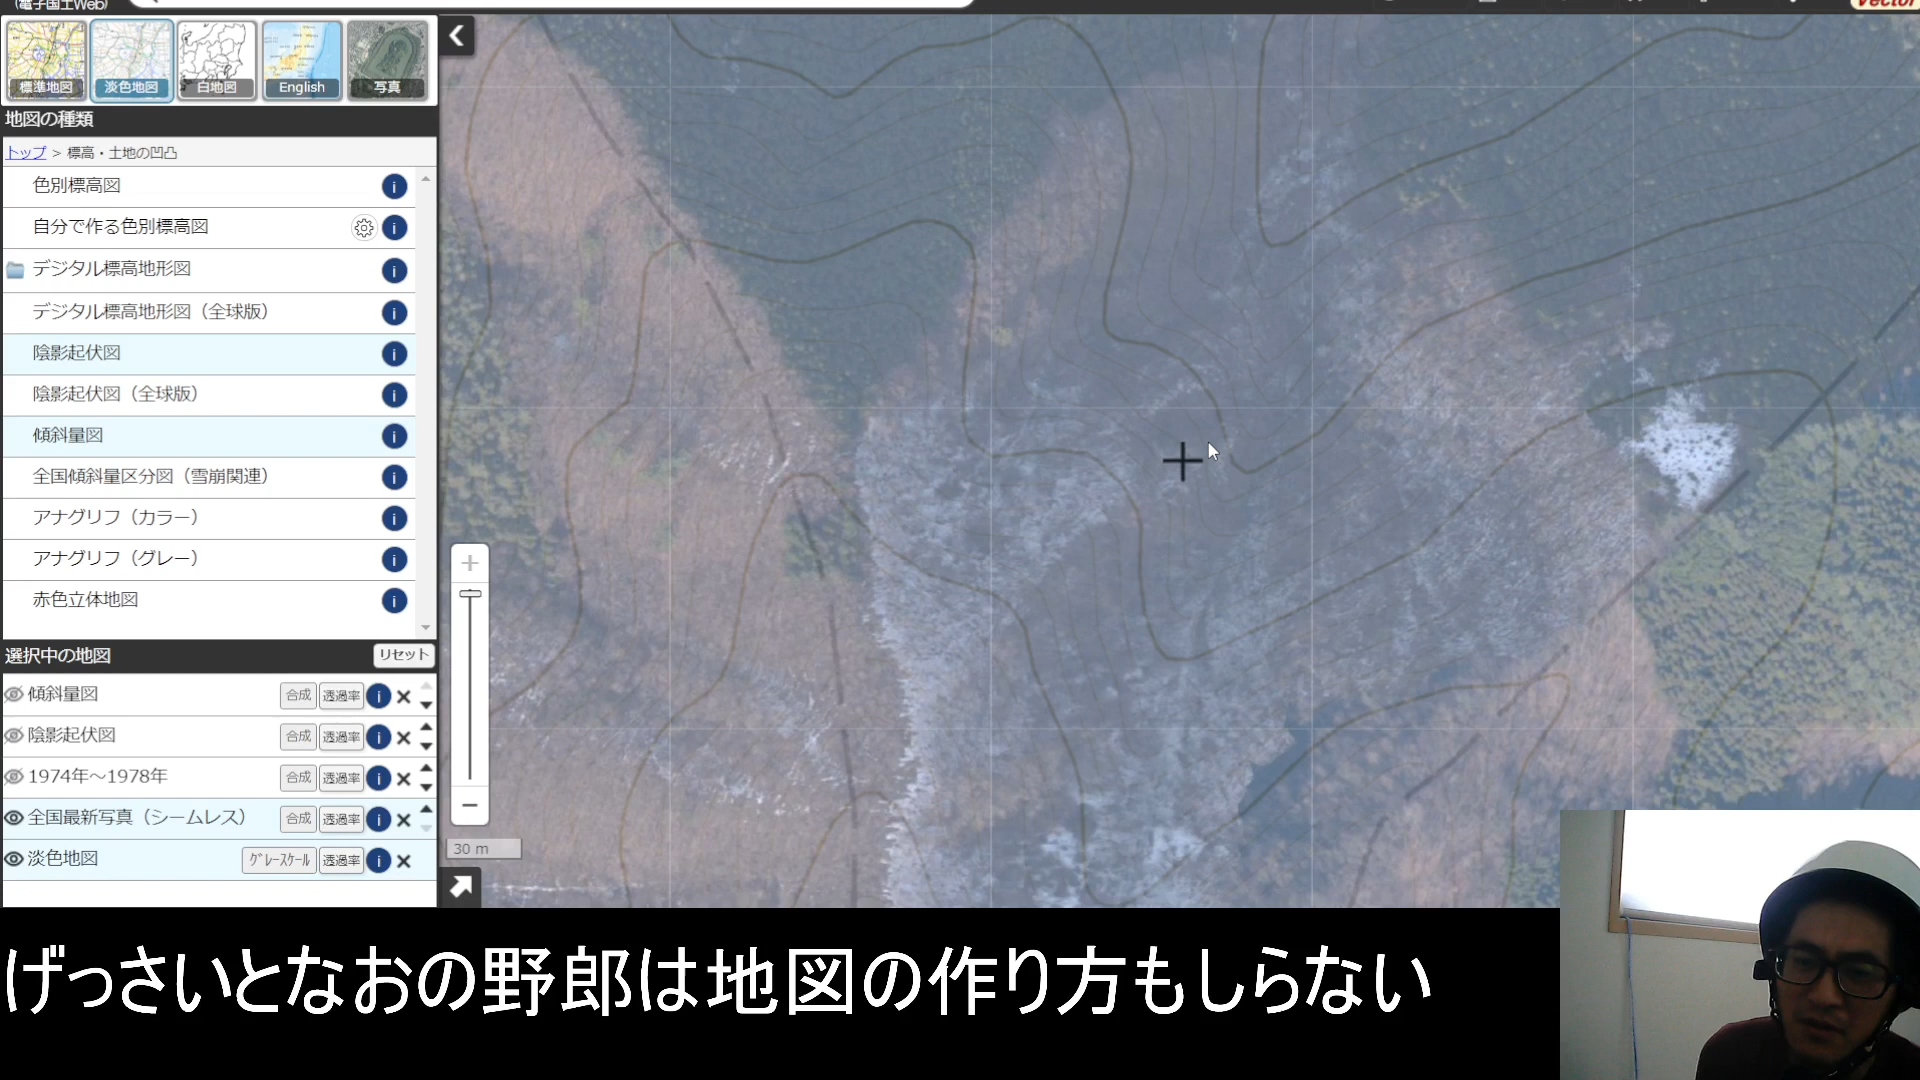 (電子国土Web)
Vector
標準地図
淡色地図
白地図
English
写真
地図の種類
トップ > 標高・土地の凹凸
色別標高図
自分で作る色別標高図
デジタル標高地形図
デジタル標高地形図（全球版）
陰影起伏図
陰影起伏図（全球版）
傾斜量図
全国傾斜量区分図（雪崩関連）
アナグリフ（カラー）
アナグリフ（グレー）
赤色立体地図
選択中の地図 リセット
傾斜量図 合成 透過率
陰影起伏図 合成 透過率
1974年～1978年 合成 透過率
全国最新写真（シームレス） 合成 透過率
淡色地図 ｸﾞﾚｰｽｹｰﾙ 透過率
30 m
げっさいとなおの野郎は地図の作り方もしらない